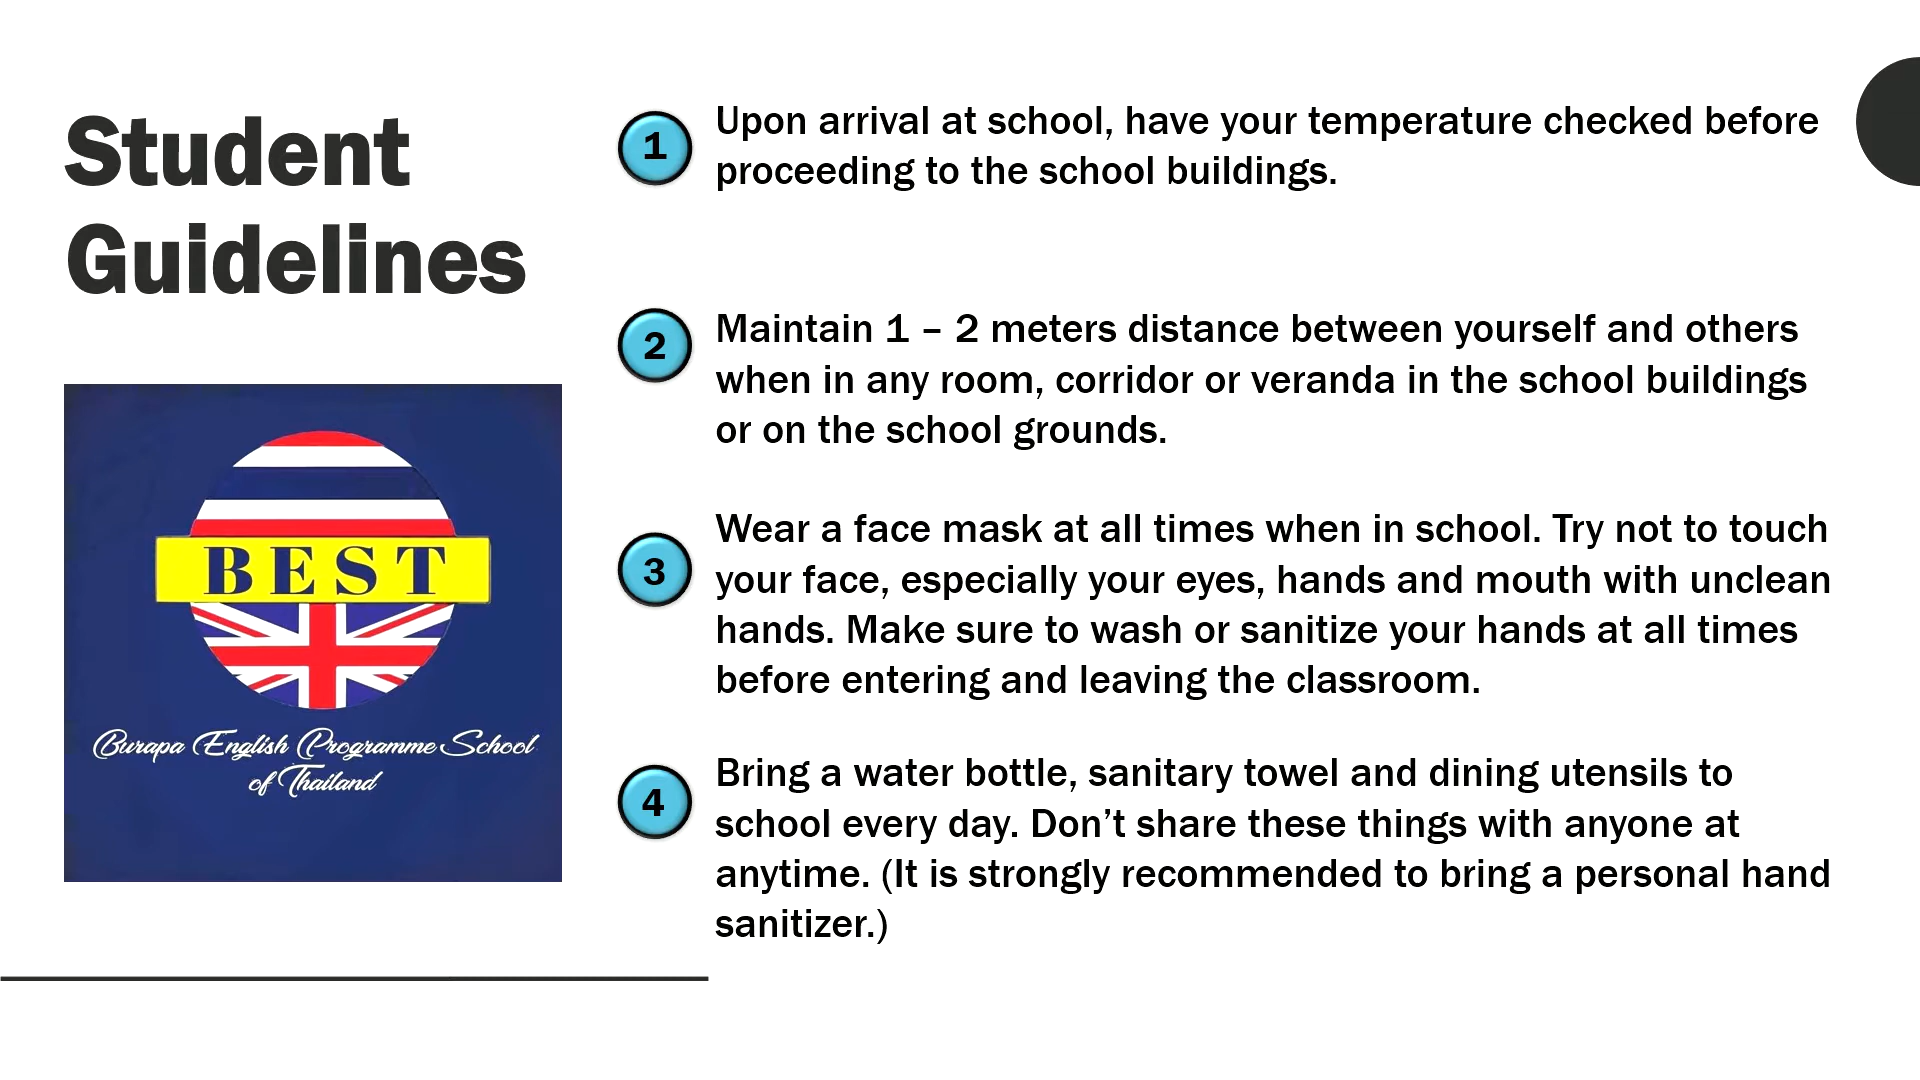 Student
Guidelines
BEST
Burapa English Programme School
of Thailand
1
Upon arrival at school, have your temperature checked before
proceeding to the school buildings.
2
Maintain 1 – 2 meters distance between yourself and others
when in any room, corridor or veranda in the school buildings
or on the school grounds.
3
Wear a face mask at all times when in school. Try not to touch
your face, especially your eyes, hands and mouth with unclean
hands. Make sure to wash or sanitize your hands at all times
before entering and leaving the classroom.
4
Bring a water bottle, sanitary towel and dining utensils to
school every day. Don’t share these things with anyone at
anytime. (It is strongly recommended to bring a personal hand
sanitizer.)